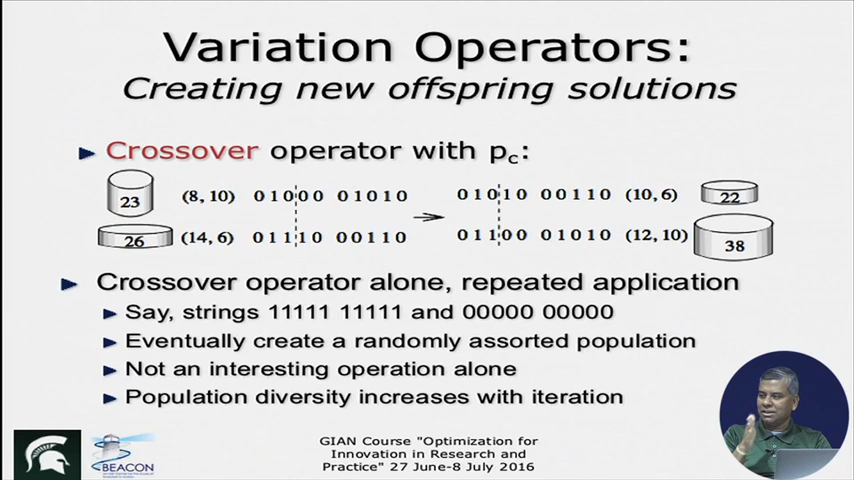 Variation Operators:
Creating new offspring solutions
Crossover operator with pc:
23 (8, 10) 0 1 0 0 0 0 1 0 1 0 0 1 0 1 0 0 0 1 1 0 (10, 6) 22
26 (14, 6) 0 1 1 1 0 0 0 1 1 0 0 1 1 0 0 0 1 0 1 0 (12, 10) 38
Crossover operator alone, repeated application
Say, strings 11111 11111 and 00000 00000
Eventually create a randomly assorted population
Not an interesting operation alone
Population diversity increases with iteration
BEACON
GIAN Course "Optimization for
Innovation in Research and
Practice" 27 June-8 July 2016